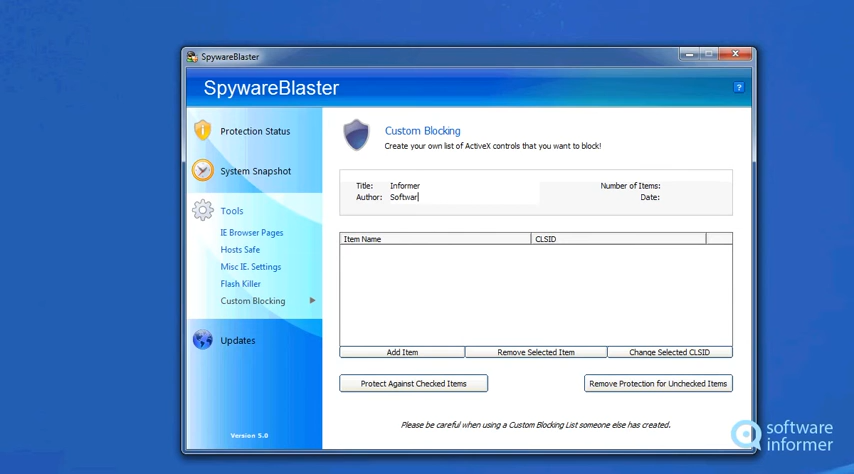 SpywareBlaster
SpywareBlaster
?
Protection Status
System Snapshot
Tools
IE Browser Pages
Hosts Safe
Misc IE. Settings
Flash Killer
Custom Blocking
Updates
Version 5.0
Custom Blocking
Create your own list of ActiveX controls that you want to block!
Title: Informer
Number of Items:
Author: Softwar
Date:
Item Name CLSID
Add Item Remove Selected Item Change Selected CLSID
Protect Against Checked Items Remove Protection for Unchecked Items
Please be careful when using a Custom Blocking List someone else has created.
software
informer